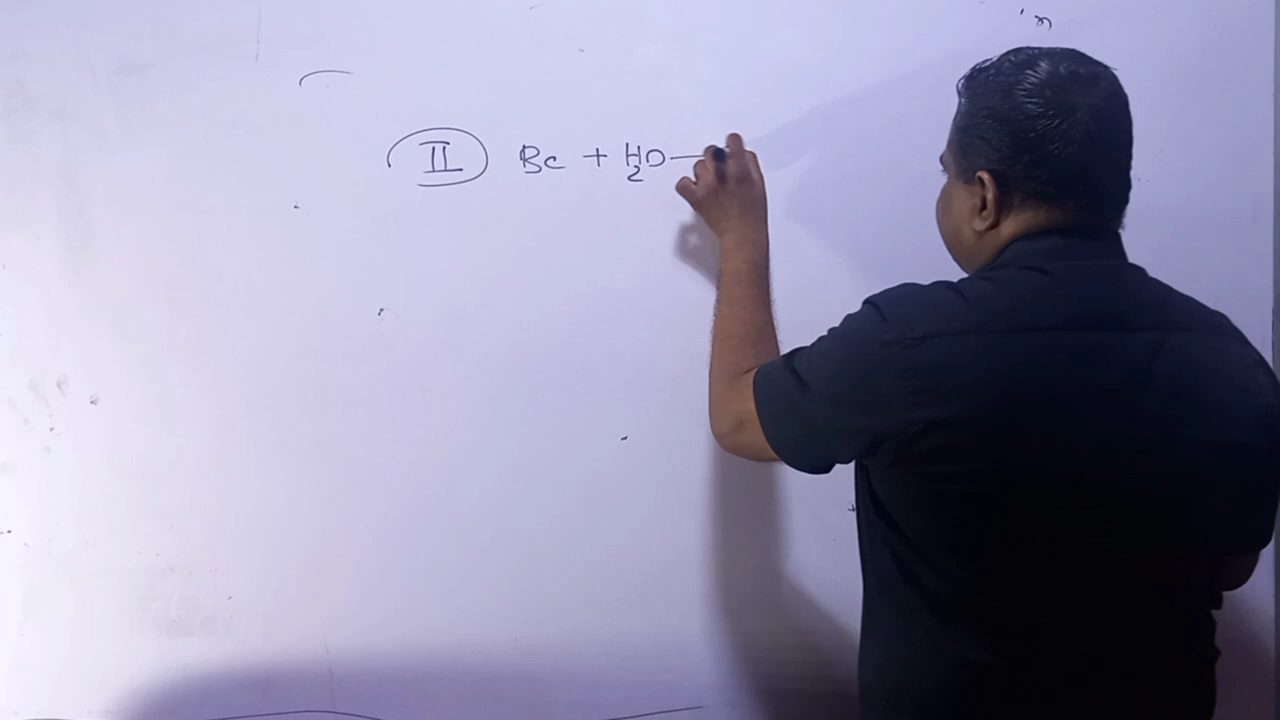 II Be + H2O —